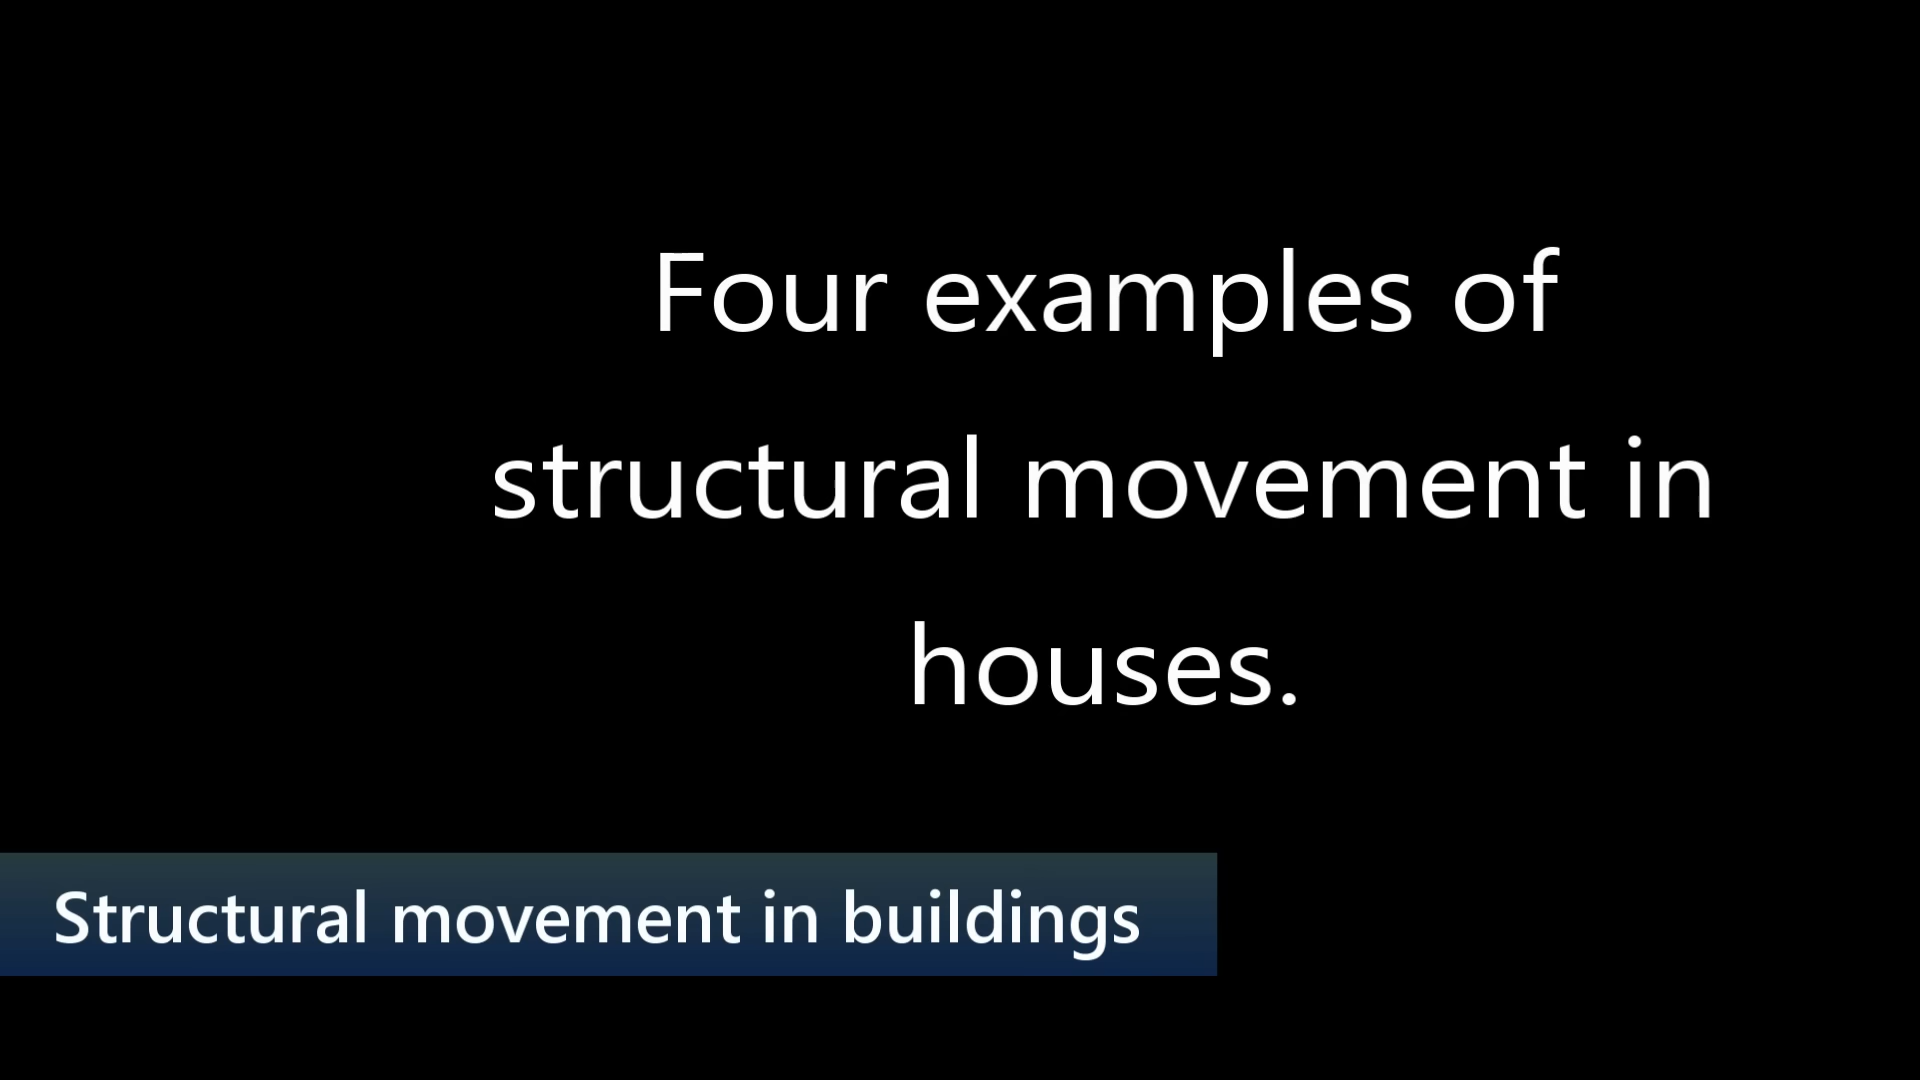 Four examples of
structural movement in
houses.
Structural movement in buildings